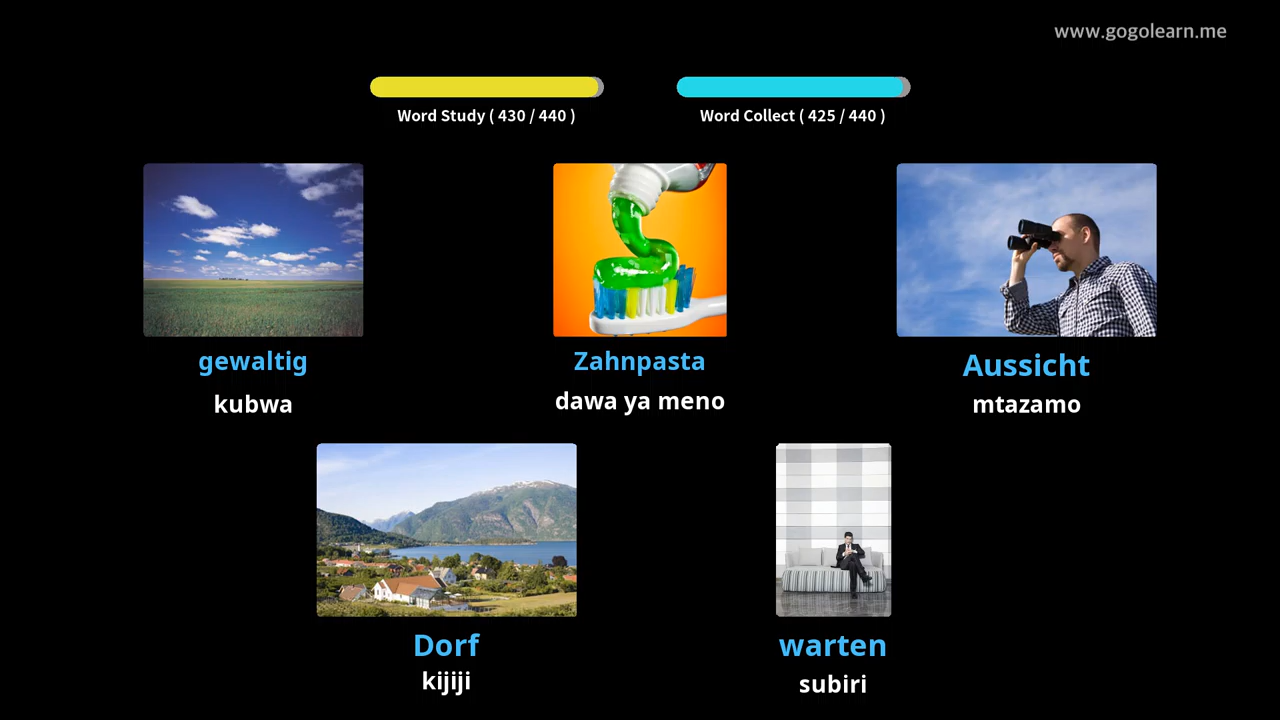 www.gogolearn.me
Word Study ( 430 / 440 )
Word Collect ( 425 / 440 )
gewaltig
kubwa
Zahnpasta
dawa ya meno
Aussicht
mtazamo
Dorf
kijiji
warten
subiri